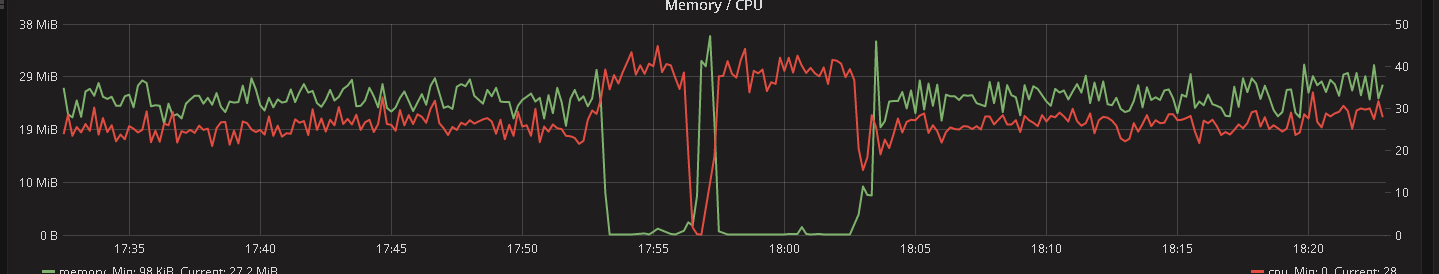 Memory / CPU
38 MiB 50
29 MiB 40
30
19 MiB
20
10 MiB 10
0 B 0
17:35 17:40 17:45 17:50 17:55 18:00 18:05 18:10 18:15 18:20
memory Min: 98 KiB Current: 27.2 MiB cpu Min: 0 Current: 28